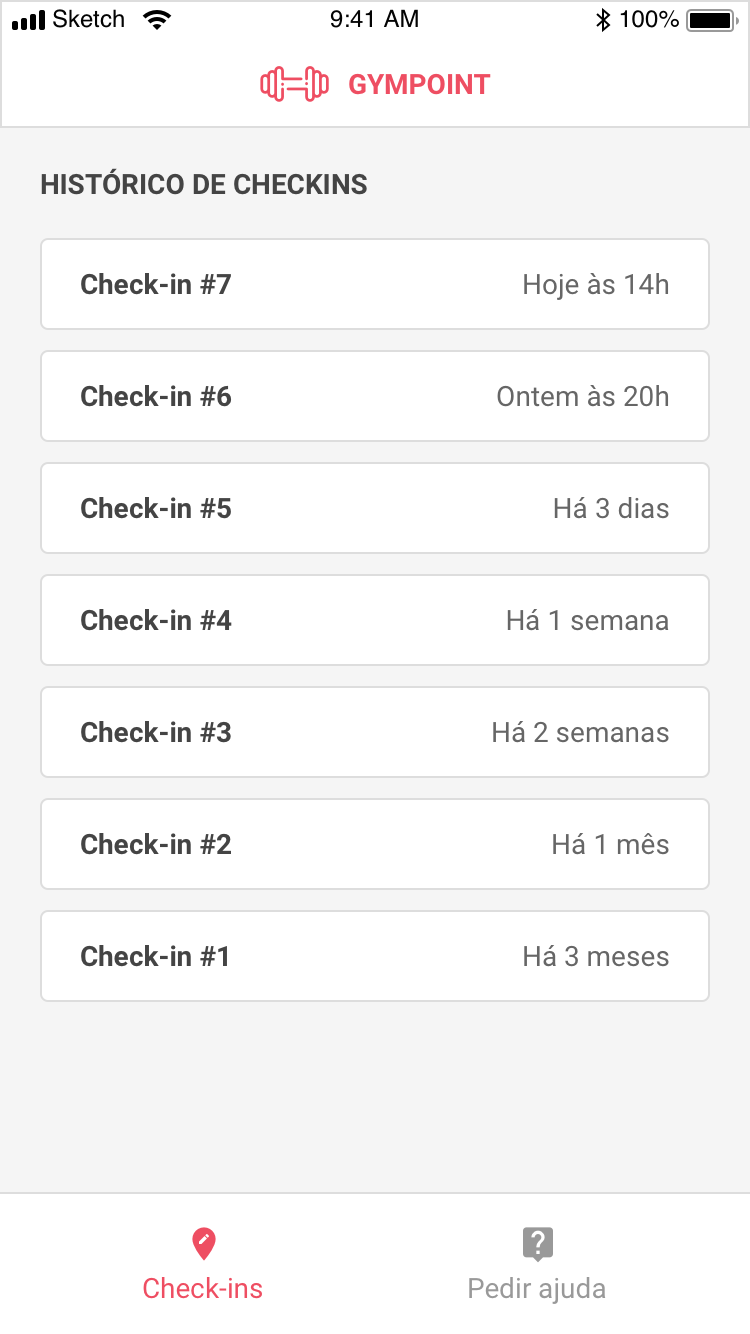 Sketch 9:41 AM 100%
GYMPOINT
HISTÓRICO DE CHECKINS
Check-in #7 Hoje às 14h
Check-in #6 Ontem às 20h
Check-in #5 Há 3 dias
Check-in #4 Há 1 semana
Check-in #3 Há 2 semanas
Check-in #2 Há 1 mês
Check-in #1 Há 3 meses
?
Check-ins Pedir ajuda